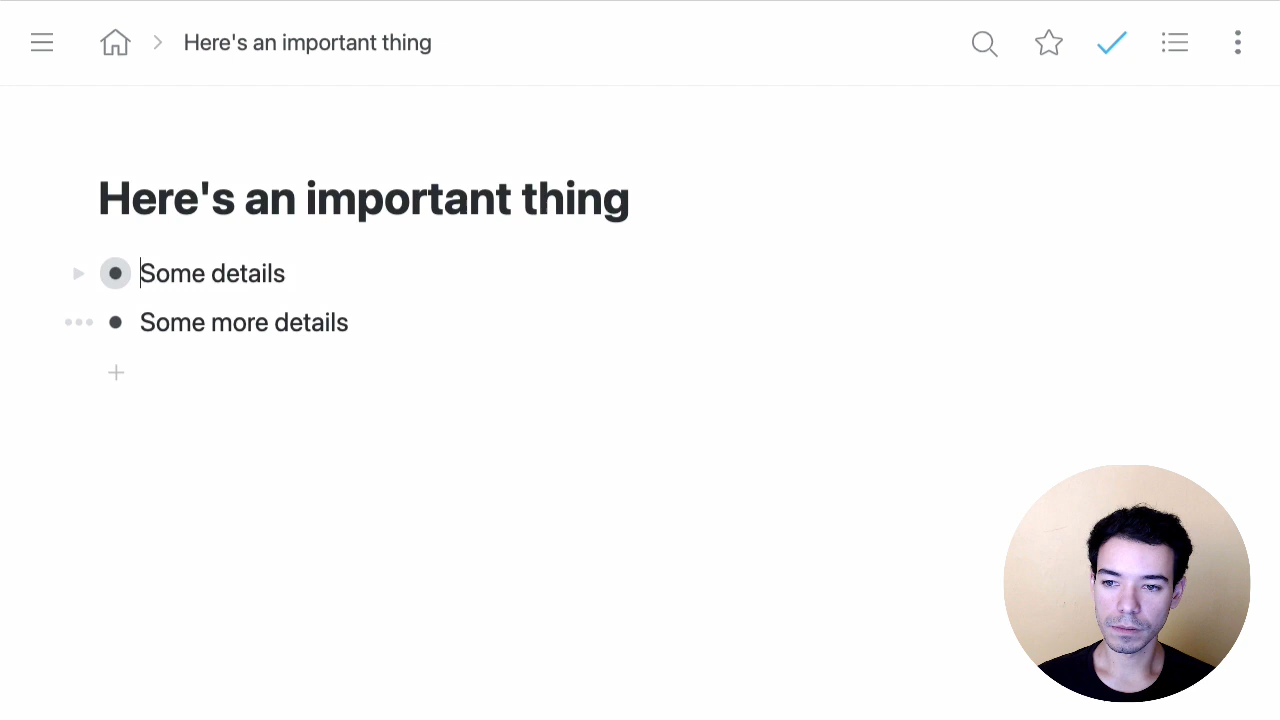 Here's an important thing
Here's an important thing
Some details
Some more details